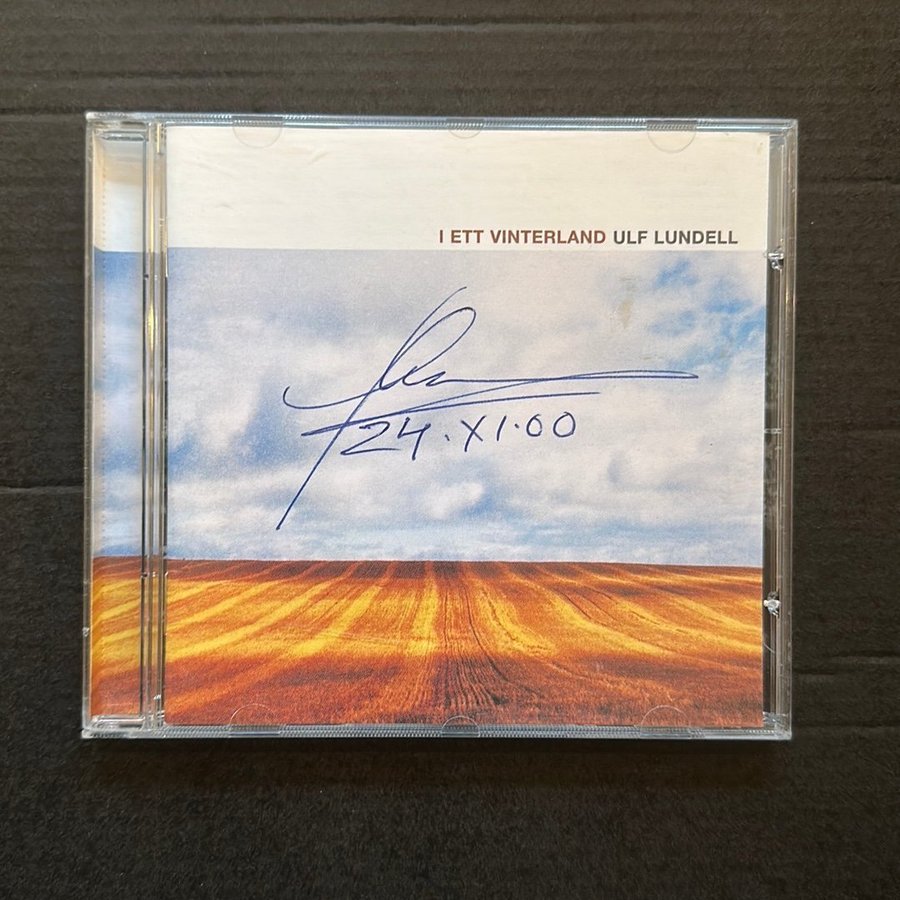 I ETT VINTERLAND ULF LUNDELL
24.XI.00